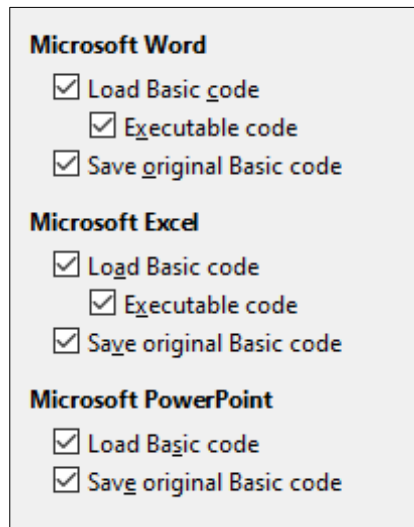 Microsoft Word
Load Basic code
Executable code
Save original Basic code
Microsoft Excel
Load Basic code
Executable code
Save original Basic code
Microsoft PowerPoint
Load Basic code
Save original Basic code